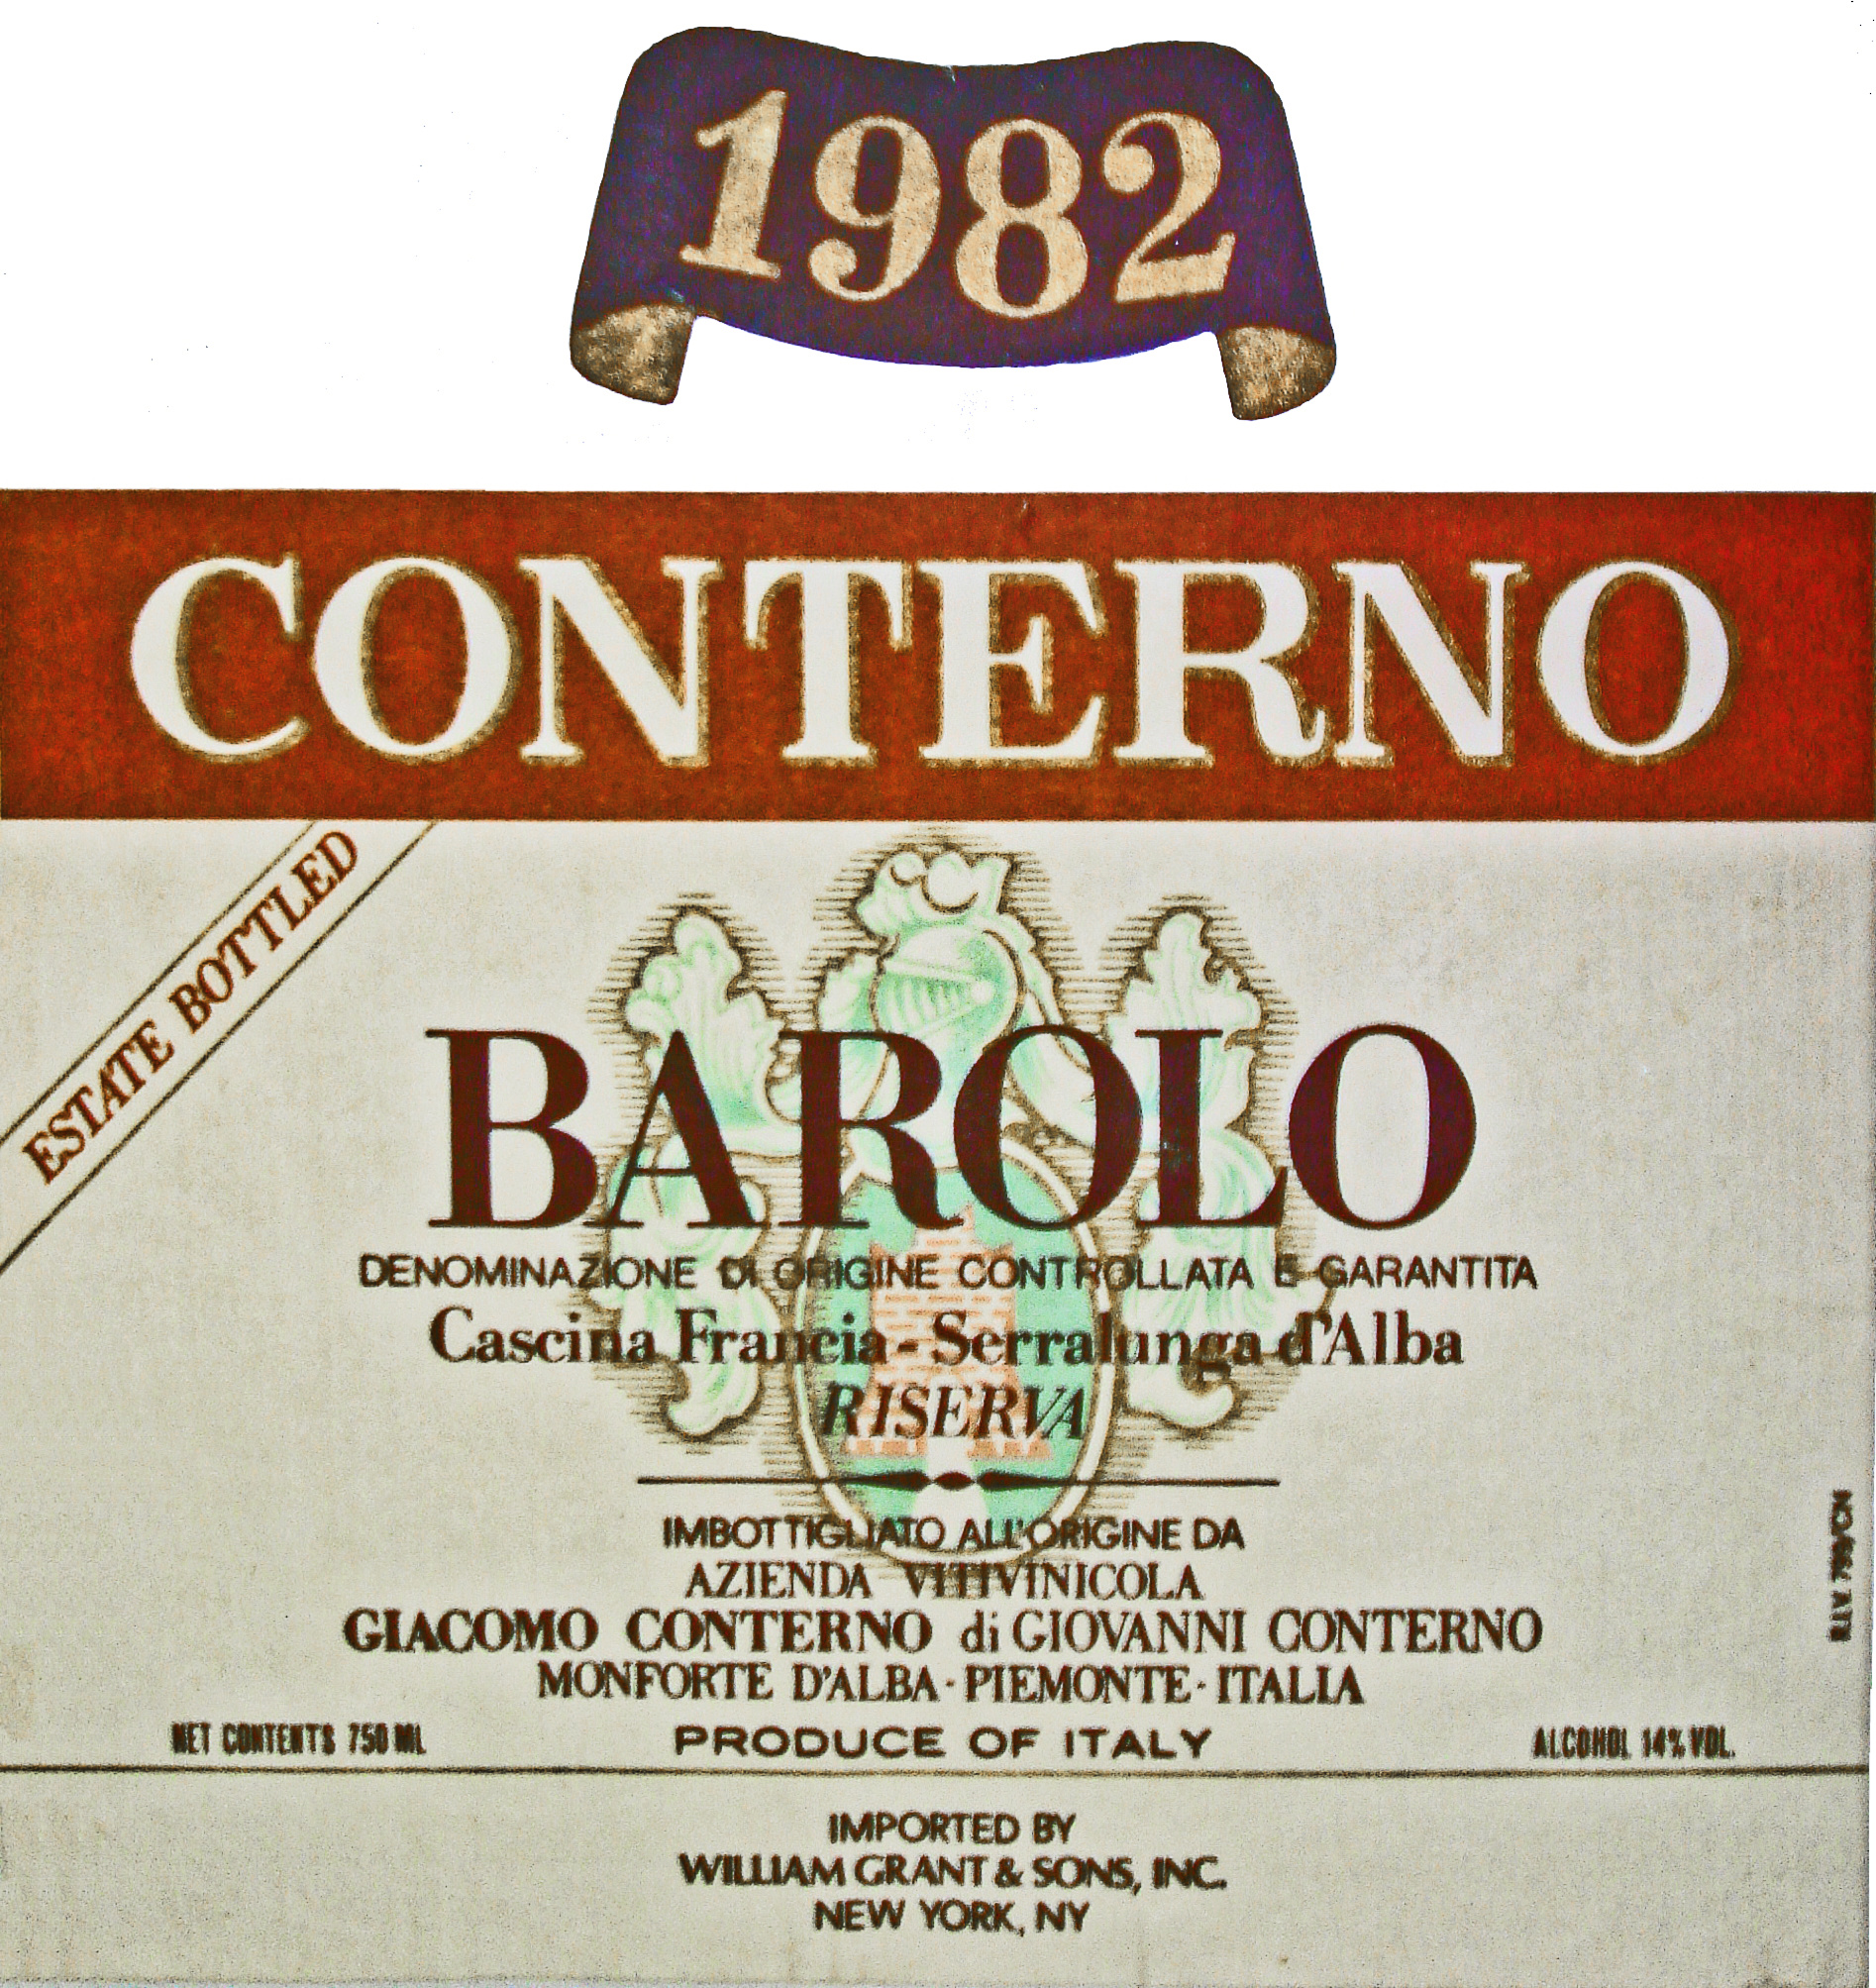 1982
CONTERNO
ESTATE BOTTLED
BAROLO
DENOMINAZIONE DI ORIGINE CONTROLLATA E GARANTITA
Cascina Francia - Serralunga d'Alba
RISERVA
IMBOTTIGLIATO ALL'ORIGINE DA
AZIENDA VITIVINICOLA
GIACOMO CONTERNO di GIOVANNI CONTERNO
MONFORTE D'ALBA - PIEMONTE - ITALIA
NET CONTENTS 750 ML PRODUCE OF ITALY ALCOHOL 14% VOL.
IMPORTED BY
WILLIAM GRANT & SONS, INC.
NEW YORK, NY